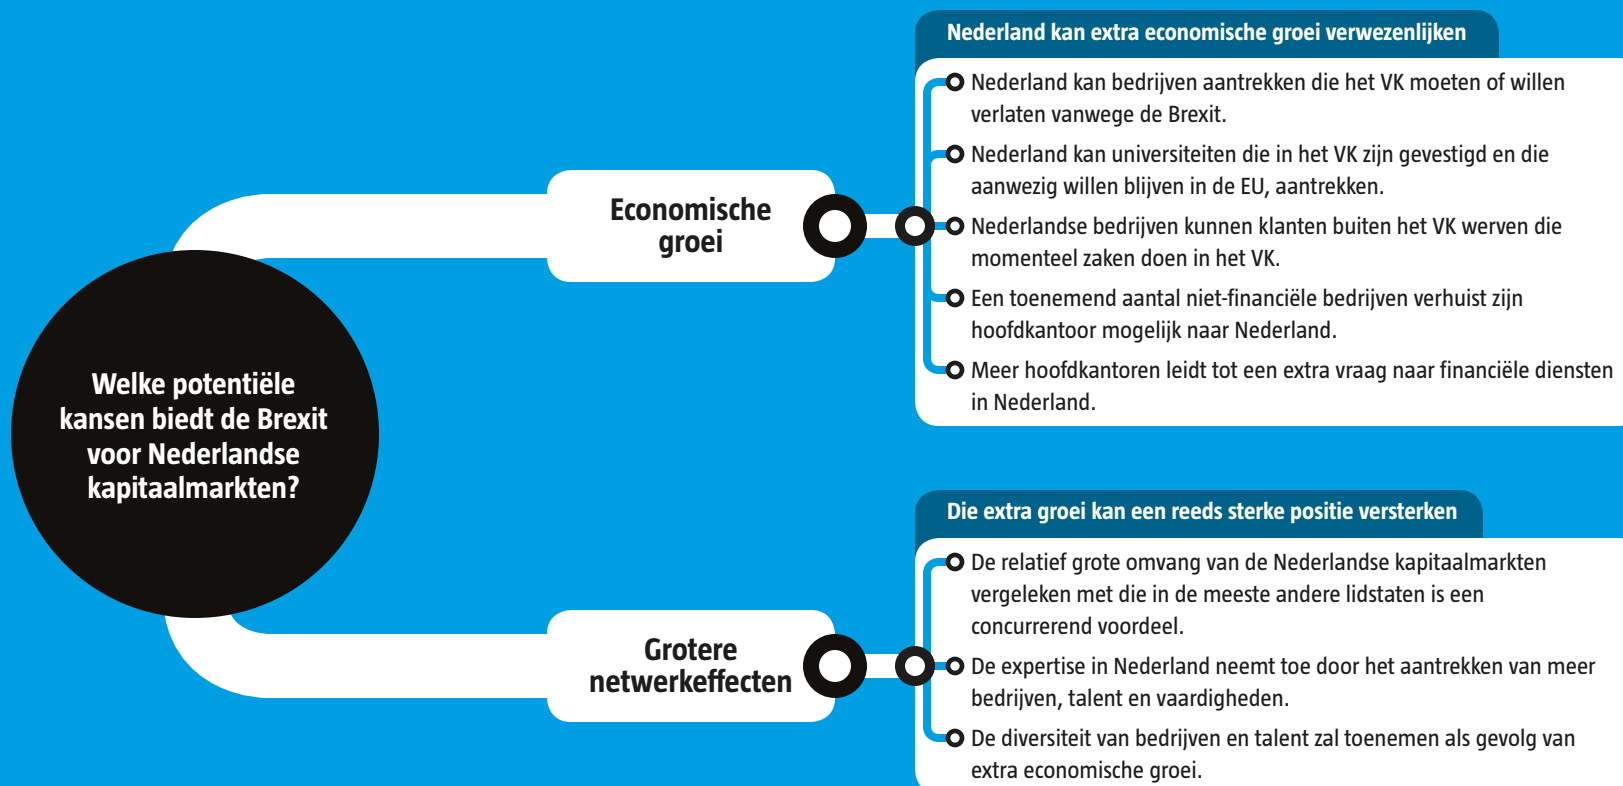 Welke potentiële
kansen biedt de Brexit
voor Nederlandse
kapitaalmarkten?
Economische
groei
Nederland kan extra economische groei verwezenlijken
Nederland kan bedrijven aantrekken die het VK moeten of willen
verlaten vanwege de Brexit.
Nederland kan universiteiten die in het VK zijn gevestigd en die
aanwezig willen blijven in de EU, aantrekken.
Nederlandse bedrijven kunnen klanten buiten het VK werven die
momenteel zaken doen in het VK.
Een toenemend aantal niet-financiële bedrijven verhuist zijn
hoofdkantoor mogelijk naar Nederland.
Meer hoofdkantoren leidt tot een extra vraag naar financiële diensten
in Nederland.
Grotere
netwerkeffecten
Die extra groei kan een reeds sterke positie versterken
De relatief grote omvang van de Nederlandse kapitaalmarkten
vergeleken met die in de meeste andere lidstaten is een
concurrerend voordeel.
De expertise in Nederland neemt toe door het aantrekken van meer
bedrijven, talent en vaardigheden.
De diversiteit van bedrijven en talent zal toenemen als gevolg van
extra economische groei.